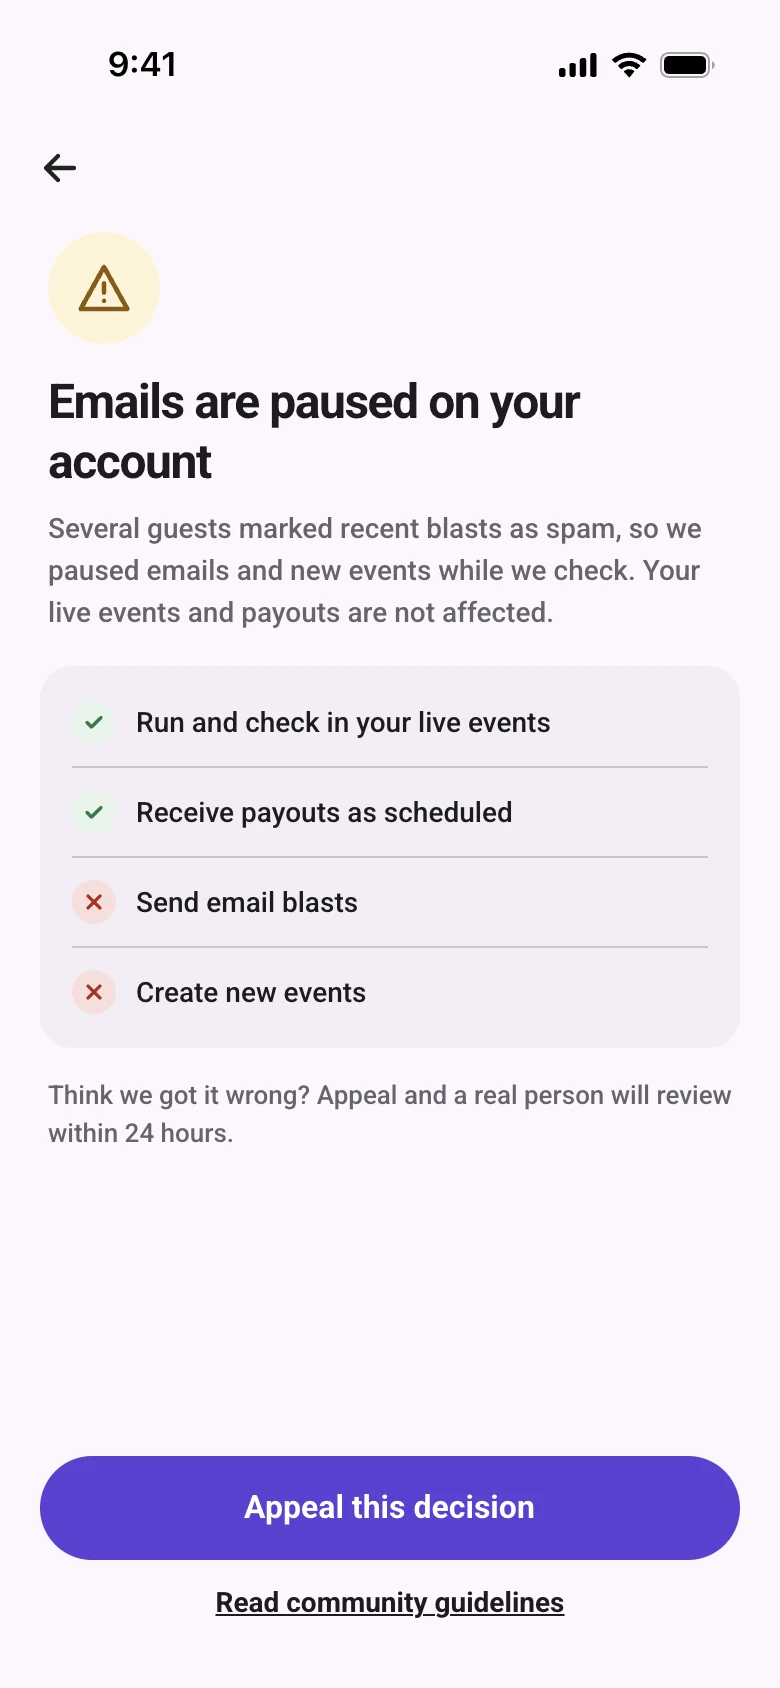 9:41
Emails are paused on your
account
Several guests marked recent blasts as spam, so we
paused emails and new events while we check. Your
live events and payouts are not affected.
Run and check in your live events
Receive payouts as scheduled
Send email blasts
Create new events
Think we got it wrong? Appeal and a real person will review
within 24 hours.
Appeal this decision
Read community guidelines